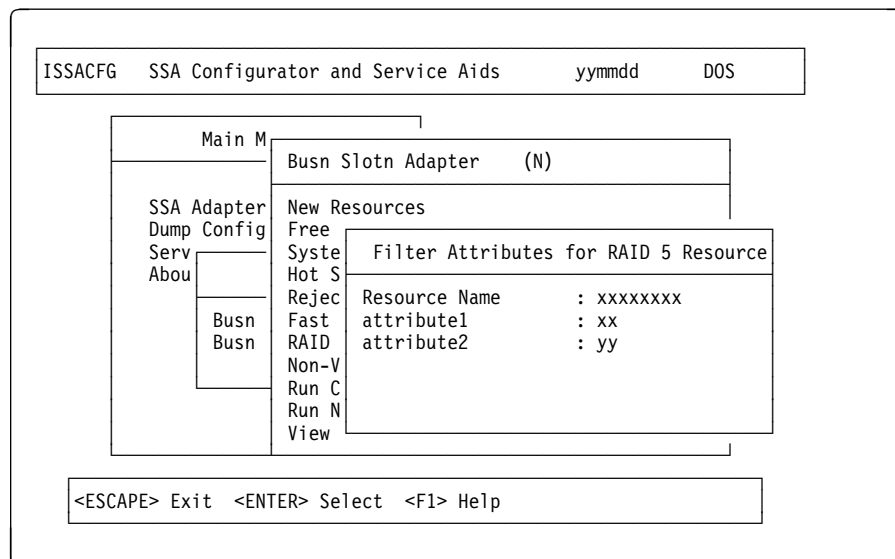 ISSACFG SSA Configurator and Service Aids yymmdd DOS
Main M
Busn Slotn Adapter (N)
SSA Adapter
Dump Config
Serv
Abou
Busn
Busn
New Resources
Free
Syste
Hot S
Rejec
Fast
RAID
Non-V
Run C
Run N
View
Filter Attributes for RAID 5 Resource
Resource Name : xxxxxxxx
attribute1 : xx
attribute2 : yy
<ESCAPE> Exit <ENTER> Select <F1> Help